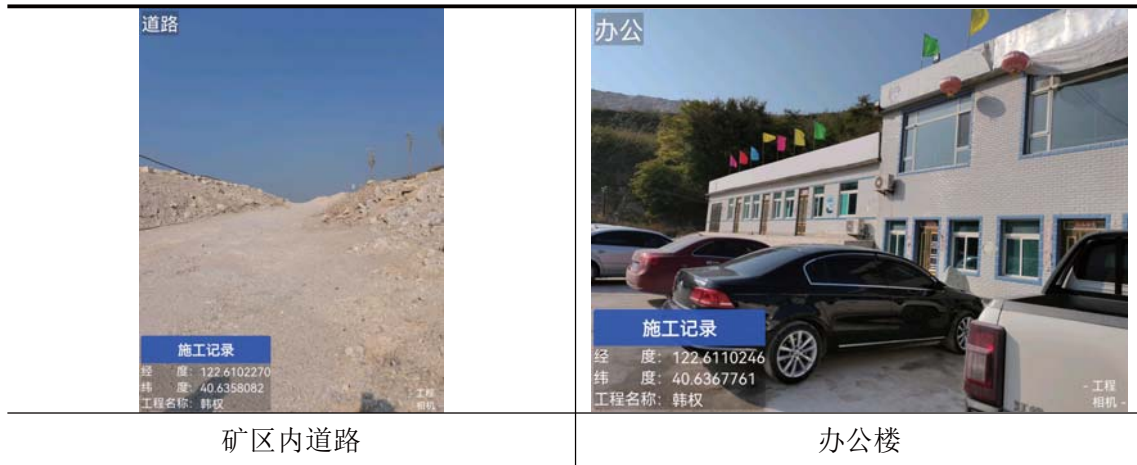 道路
施工记录
经 度：122.6102270
纬 度：40.6358082
工程名称：韩权
工程
相机 -
办公
施工记录
经 度：122.6110246
纬 度：40.6367761
工程名称：韩权
- 工程
相机 -
矿区内道路
办公楼